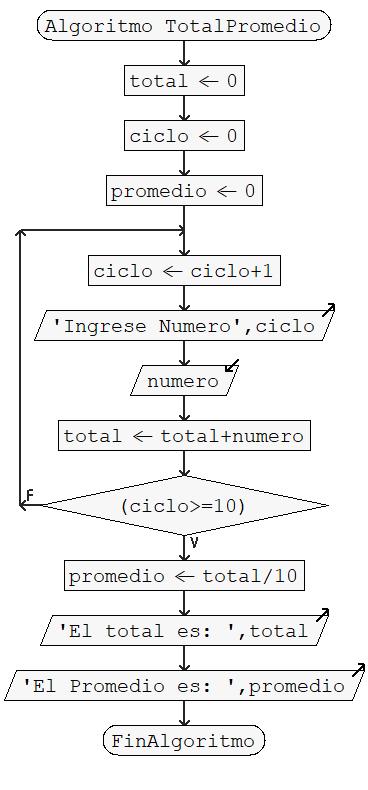 Algoritmo TotalPromedio
total ← 0
ciclo ← 0
promedio ← 0
ciclo ← ciclo+1
'Ingrese Numero',ciclo
numero
total ← total+numero
(ciclo>=10)
F
V
promedio ← total/10
'El total es: ',total
'El Promedio es: ',promedio
FinAlgoritmo